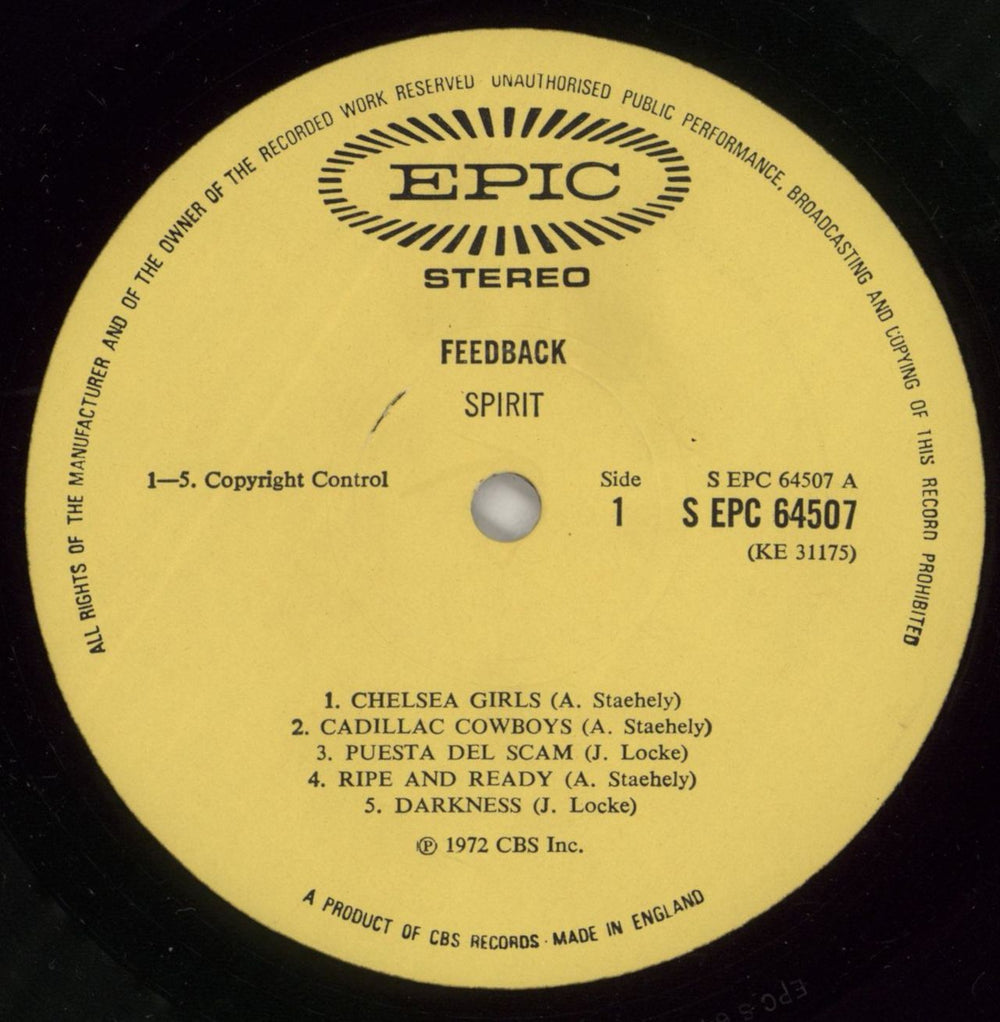 ALL RIGHTS OF THE MANUFACTURER AND OF THE OWNER OF THE RECORDED WORK RESERVED UNAUTHORISED PUBLIC PERFORMANCE, BROADCASTING AND COPYING OF THIS RECORD PROHIBITED
EPIC
STEREO
FEEDBACK
SPIRIT
1—5. Copyright Control
Side
1
S EPC 64507 A
S EPC 64507
(KE 31175)
1. CHELSEA GIRLS (A. Staehely)
2. CADILLAC COWBOYS (A. Staehely)
3. PUESTA DEL SCAM (J. Locke)
4. RIPE AND READY (A. Staehely)
5. DARKNESS (J. Locke)
℗ 1972 CBS Inc.
A PRODUCT OF CBS RECORDS · MADE IN ENGLAND